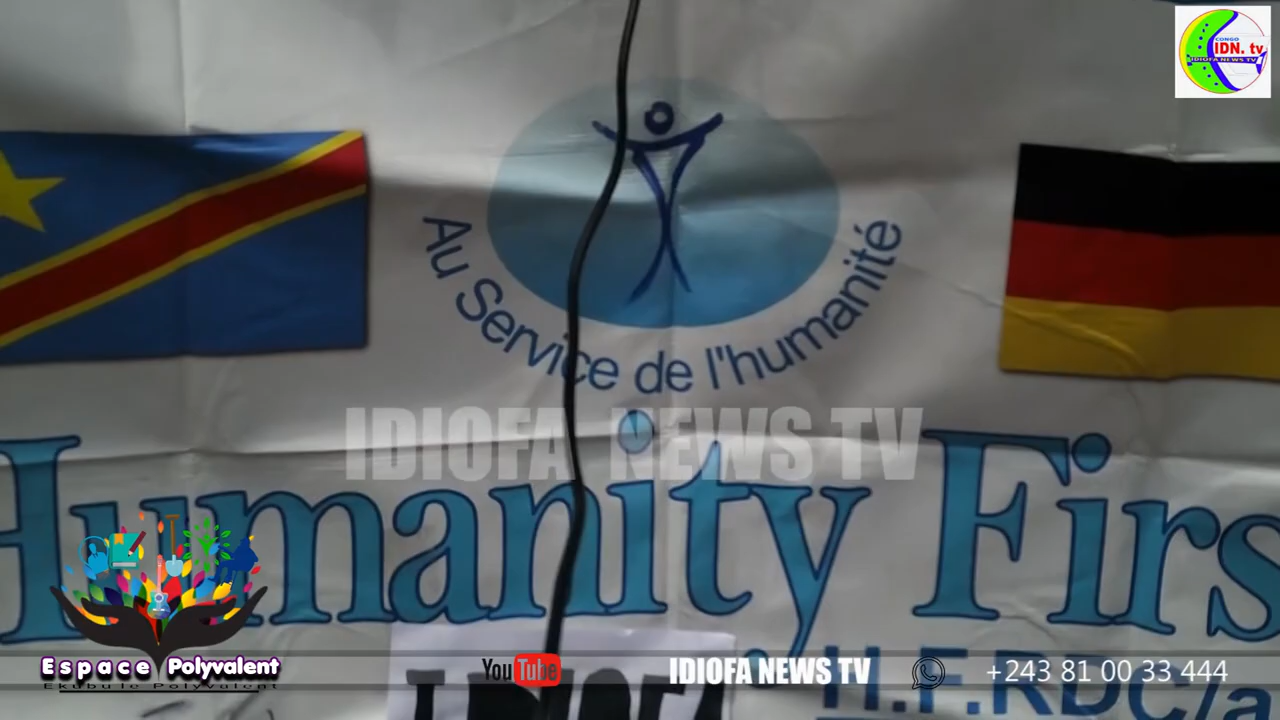 CONGO
IDN. tv
IDIOFA NEWS TV
Au Service de l'humanité
IDIOFA NEWS TV
Humanity Firs
IDIOFA
H.F.RDC/a
Espace Polyvalent
Ekubule Polyvalent
YouTube
IDIOFA NEWS TV
+243 81 00 33 444